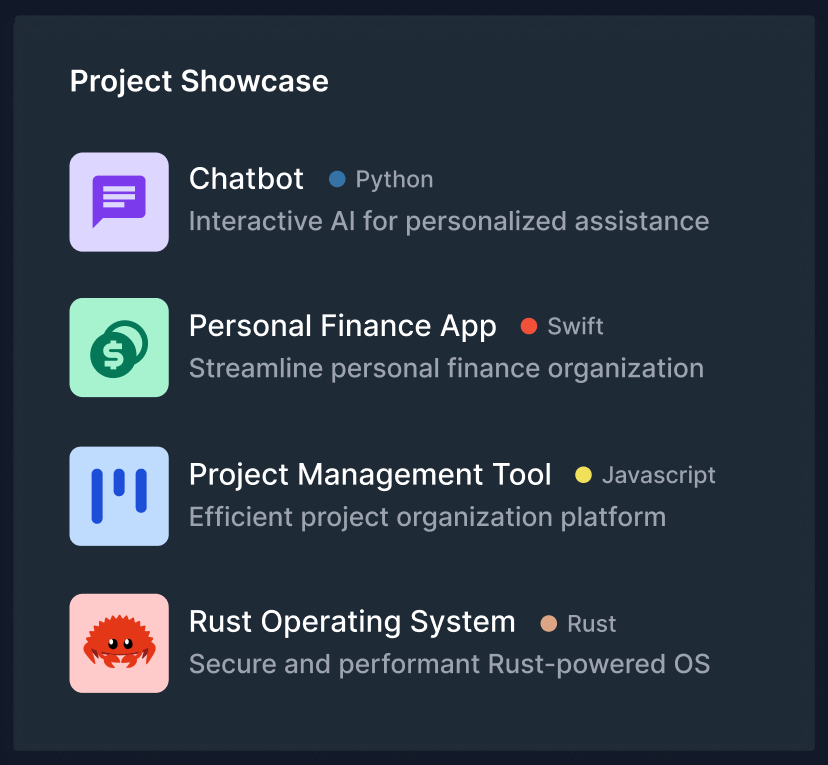 Project Showcase
Chatbot Python
Interactive AI for personalized assistance
Personal Finance App Swift
Streamline personal finance organization
Project Management Tool Javascript
Efficient project organization platform
Rust Operating System Rust
Secure and performant Rust-powered OS